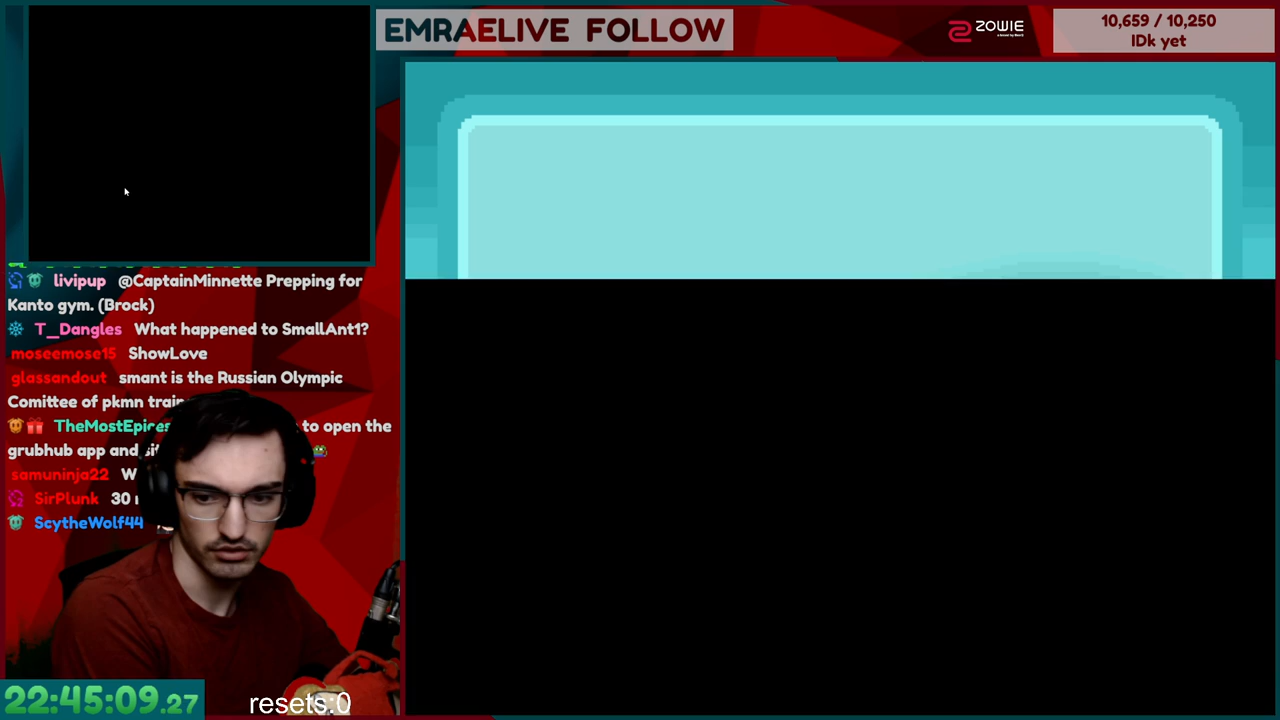 EMRAELIVE FOLLOW
ZOWIE
10,659 / 10,250
IDk yet
livipup @CaptainMinnette Prepping for
Kanto gym. (Brock)
T_Dangles What happened to SmallAnt1?
moseemose15 ShowLove
glassandout smant is the Russian Olympic
Comittee of pkmn
to open the
grubhub app and
samuninja22 W
SirPlunk 30
ScytheWolf44
22:45:09.27
resets:0